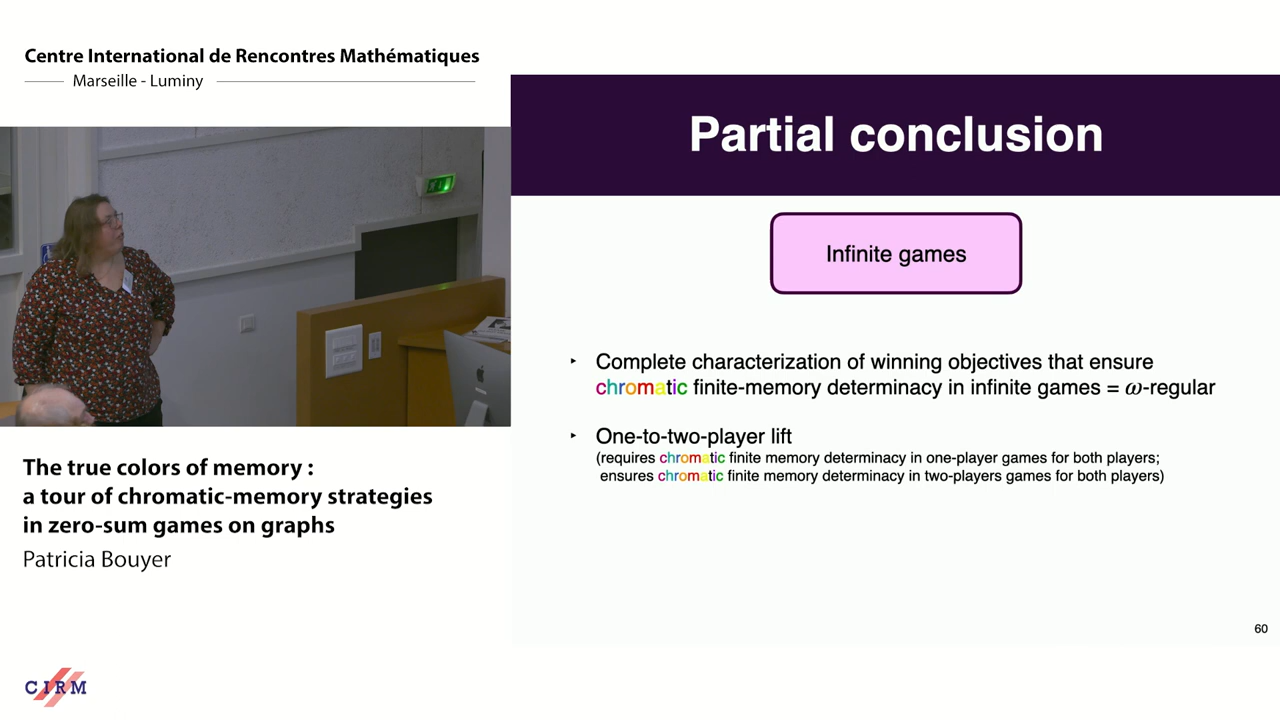 Centre International de Rencontres Mathématiques
Marseille - Luminy
Partial conclusion
Infinite games
‣ Complete characterization of winning objectives that ensure
chromatic finite-memory determinacy in infinite games = ω-regular
‣ One-to-two-player lift
(requires chromatic finite memory determinacy in one-player games for both players;
ensures chromatic finite memory determinacy in two-players games for both players)
60
The true colors of memory :
a tour of chromatic-memory strategies
in zero-sum games on graphs
Patricia Bouyer
CIRM